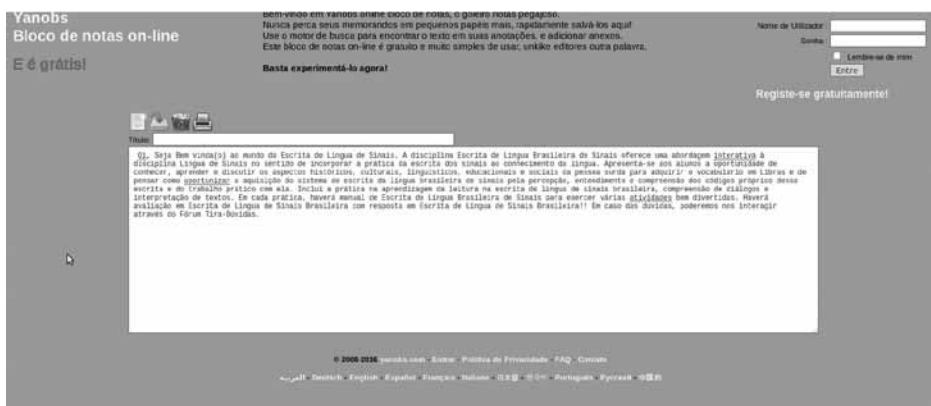 Yanobs
Bloco de notas on-line
E é grátis!
Bem-vindo em Yanobs online bloco de notas, o goleiro notas pegajoso.
Nunca perca seus memorandos em pequenos papéis mais, rapidamente salvá-los aqui!
Use o motor de busca para encontrar o texto em suas anotações, e adicionar anexos.
Este bloco de notas on-line é gratuito e muito simples de usar, unkike editores outra palavra.
Basta experimentá-lo agora!
Nome de Utilizador
Senha
Lembre-se de mim
Entre
Registe-se gratuitamente!
Título:
Oi, Seja Bem vinda(o) ao mundo da Escrita de Língua de Sinais. A disciplina Escrita de Língua Brasileira de Sinais oferece uma abordagem interativa à
disciplina Língua de Sinais no sentido de incorporar a prática da escrita dos sinais ao conhecimento da língua. Apresenta-se aos alunos a oportunidade de
conhecer, aprender e discutir os aspectos históricos, culturais, linguísticos, educacionais e sociais da pessoa surda para adquirir o vocabulário em Libras e de
pensar como oportunizar a aquisição do sistema de escrita da língua brasileira de sinais pela percepção, entendimento e compreensão dos códigos próprios dessa
escrita e do trabalho prático com ela. Inclui a prática na aprendizagem da leitura na escrita de língua de sinais brasileira, compreensão de diálogos e
interpretação de textos. Em cada prática, haverá manual de Escrita de Língua Brasileira de Sinais para exercer várias atividades bem divertidas. Haverá
avaliação em Escrita de Língua de Sinais Brasileira com resposta em Escrita de Língua de Sinais Brasileira!! Em caso das dúvidas, poderemos nos interagir
através do Fórum Tira-Dúvidas.
© 2008-2016 yanobs.com - Entrar - Política de Privacidade - FAQ - Contato
العربية - Deutsch - English - Español - Français - Italiano - 日本語 - 한국어 - Português - Русский - 中国的